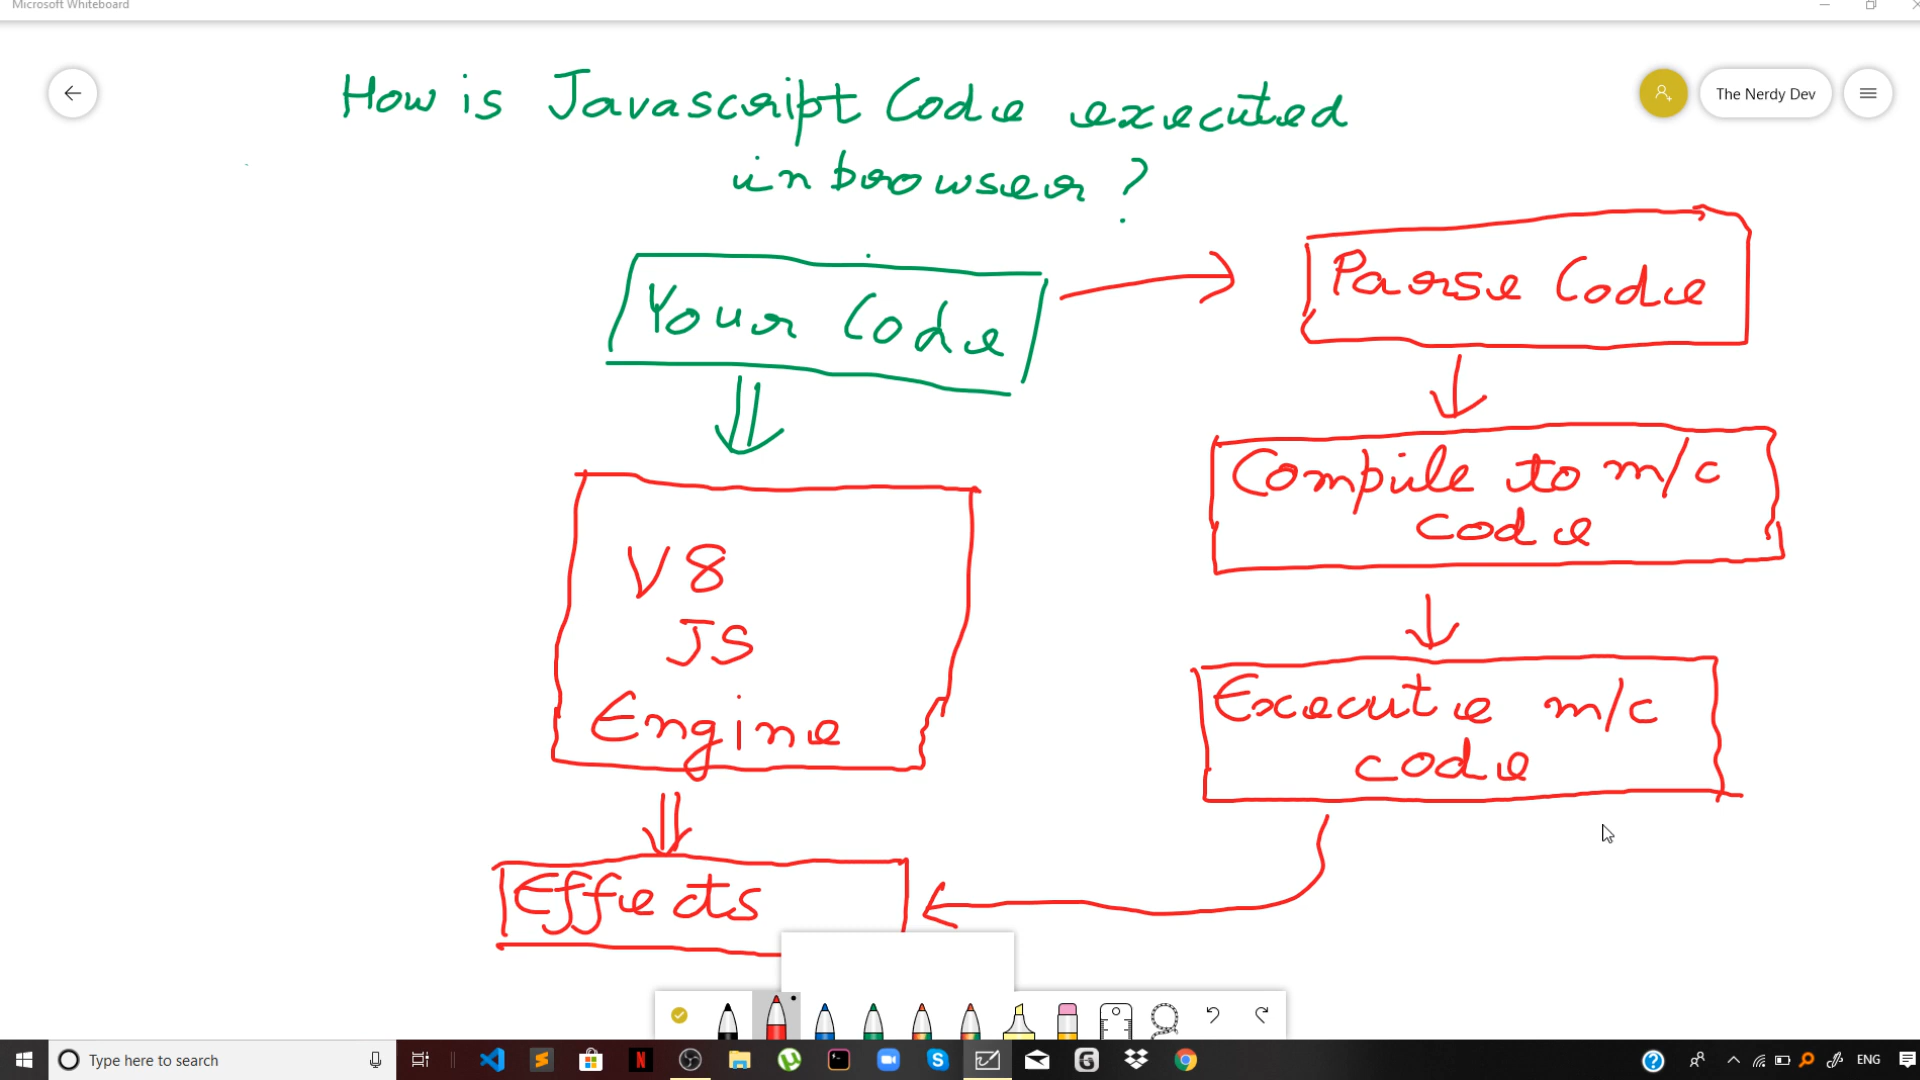 Microsoft Whiteboard
The Nerdy Dev
How is Javascript Code executed
in browser ?
Your Code
Parse Code
Compile to m/c
code
V8
JS
Engine
Execute m/c
code
Effects
Type here to search
ENG